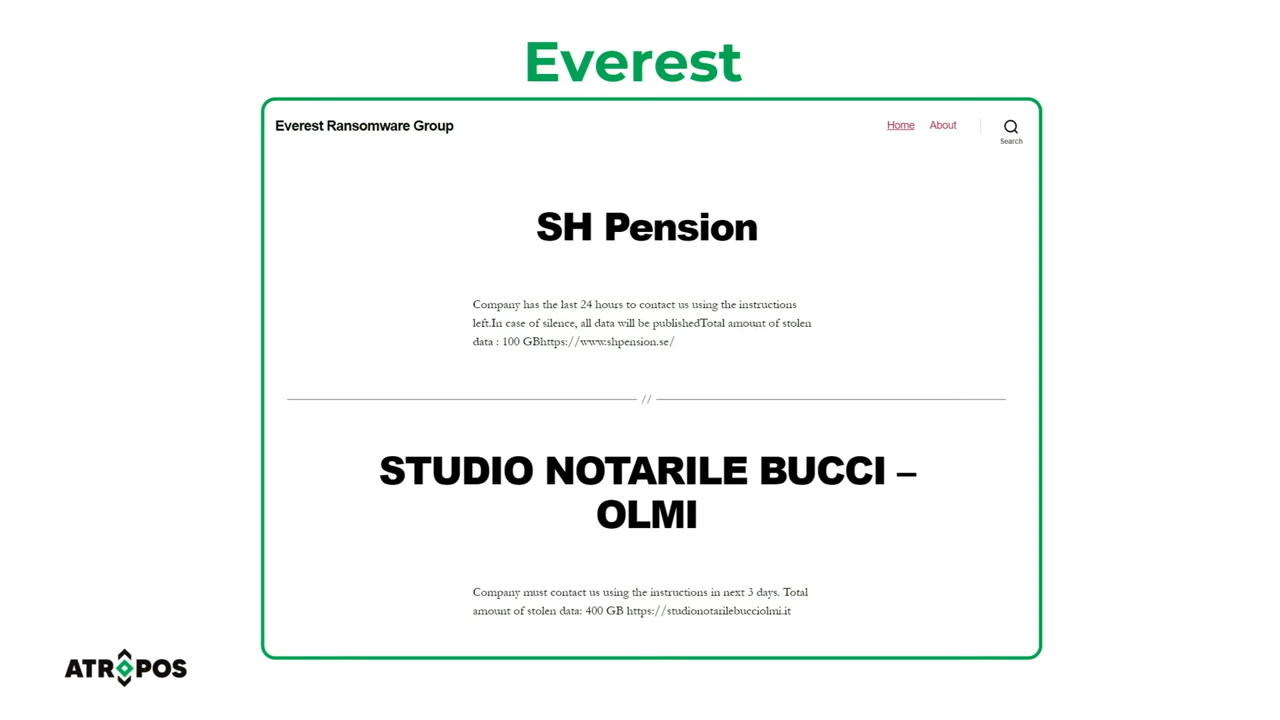 Everest
Everest Ransomware Group
Home About
Search
SH Pension
Company has the last 24 hours to contact us using the instructions
left.In case of silence, all data will be publishedTotal amount of stolen
data : 100 GBhttps://www.shpension.se/
//
STUDIO NOTARILE BUCCI –
OLMI
Company must contact us using the instructions in next 3 days. Total
amount of stolen data: 400 GB https://studionotarilebucciolmi.it
ATROPOS